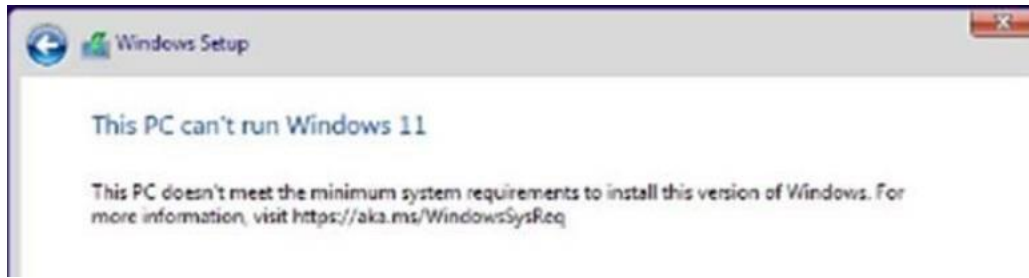 Windows Setup
This PC can't run Windows 11
This PC doesn't meet the minimum system requirements to install this version of Windows. For
more information, visit https://aka.ms/WindowsSysReq